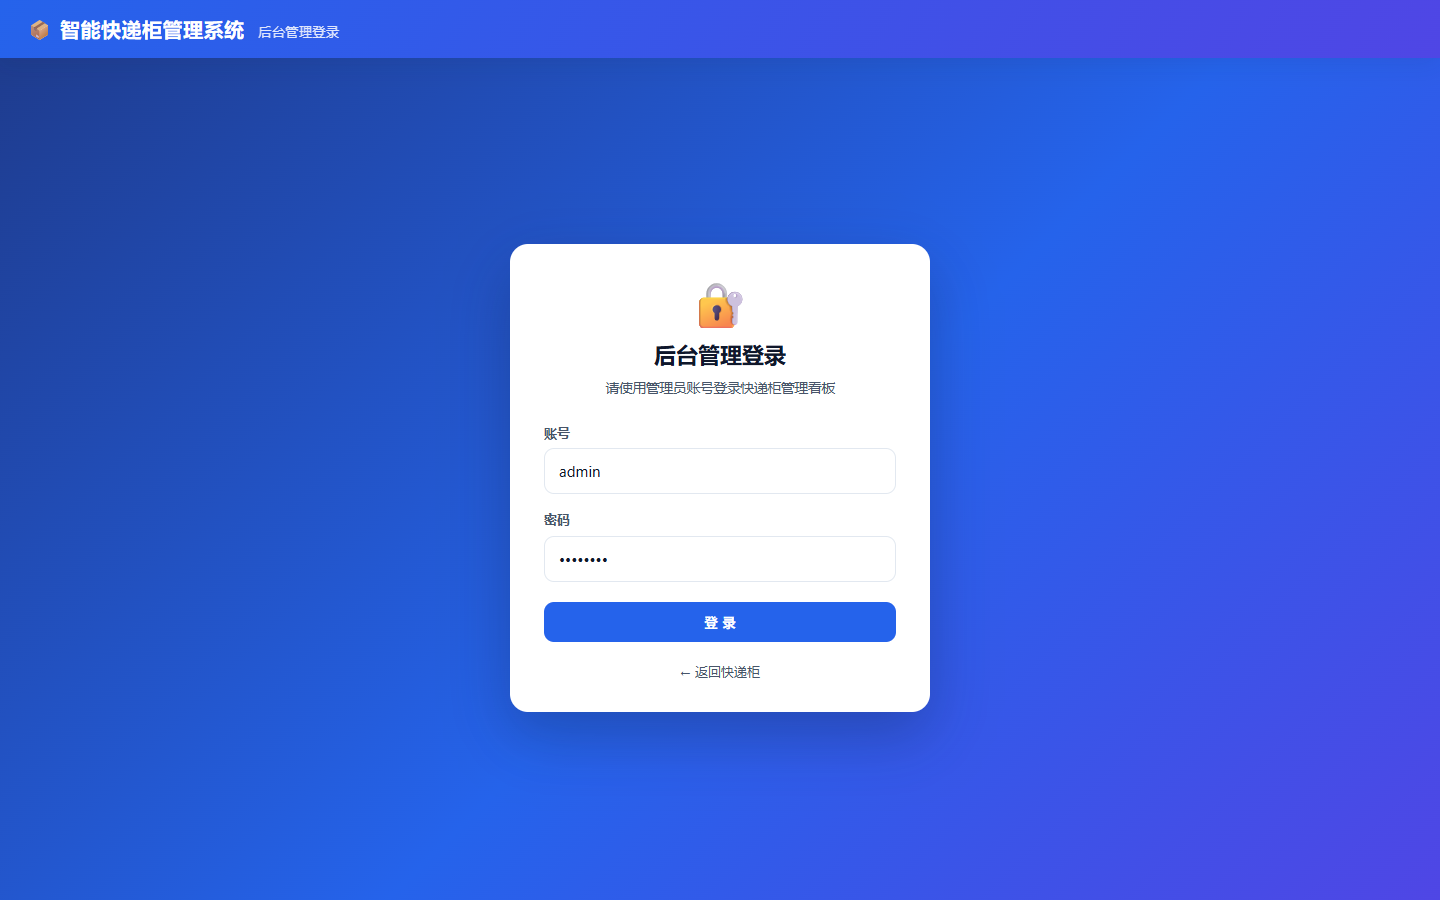 智能快递柜管理系统 后台管理登录
后台管理登录
请使用管理员账号登录快递柜管理看板
账号
admin
密码
••••••••
登 录
← 返回快递柜